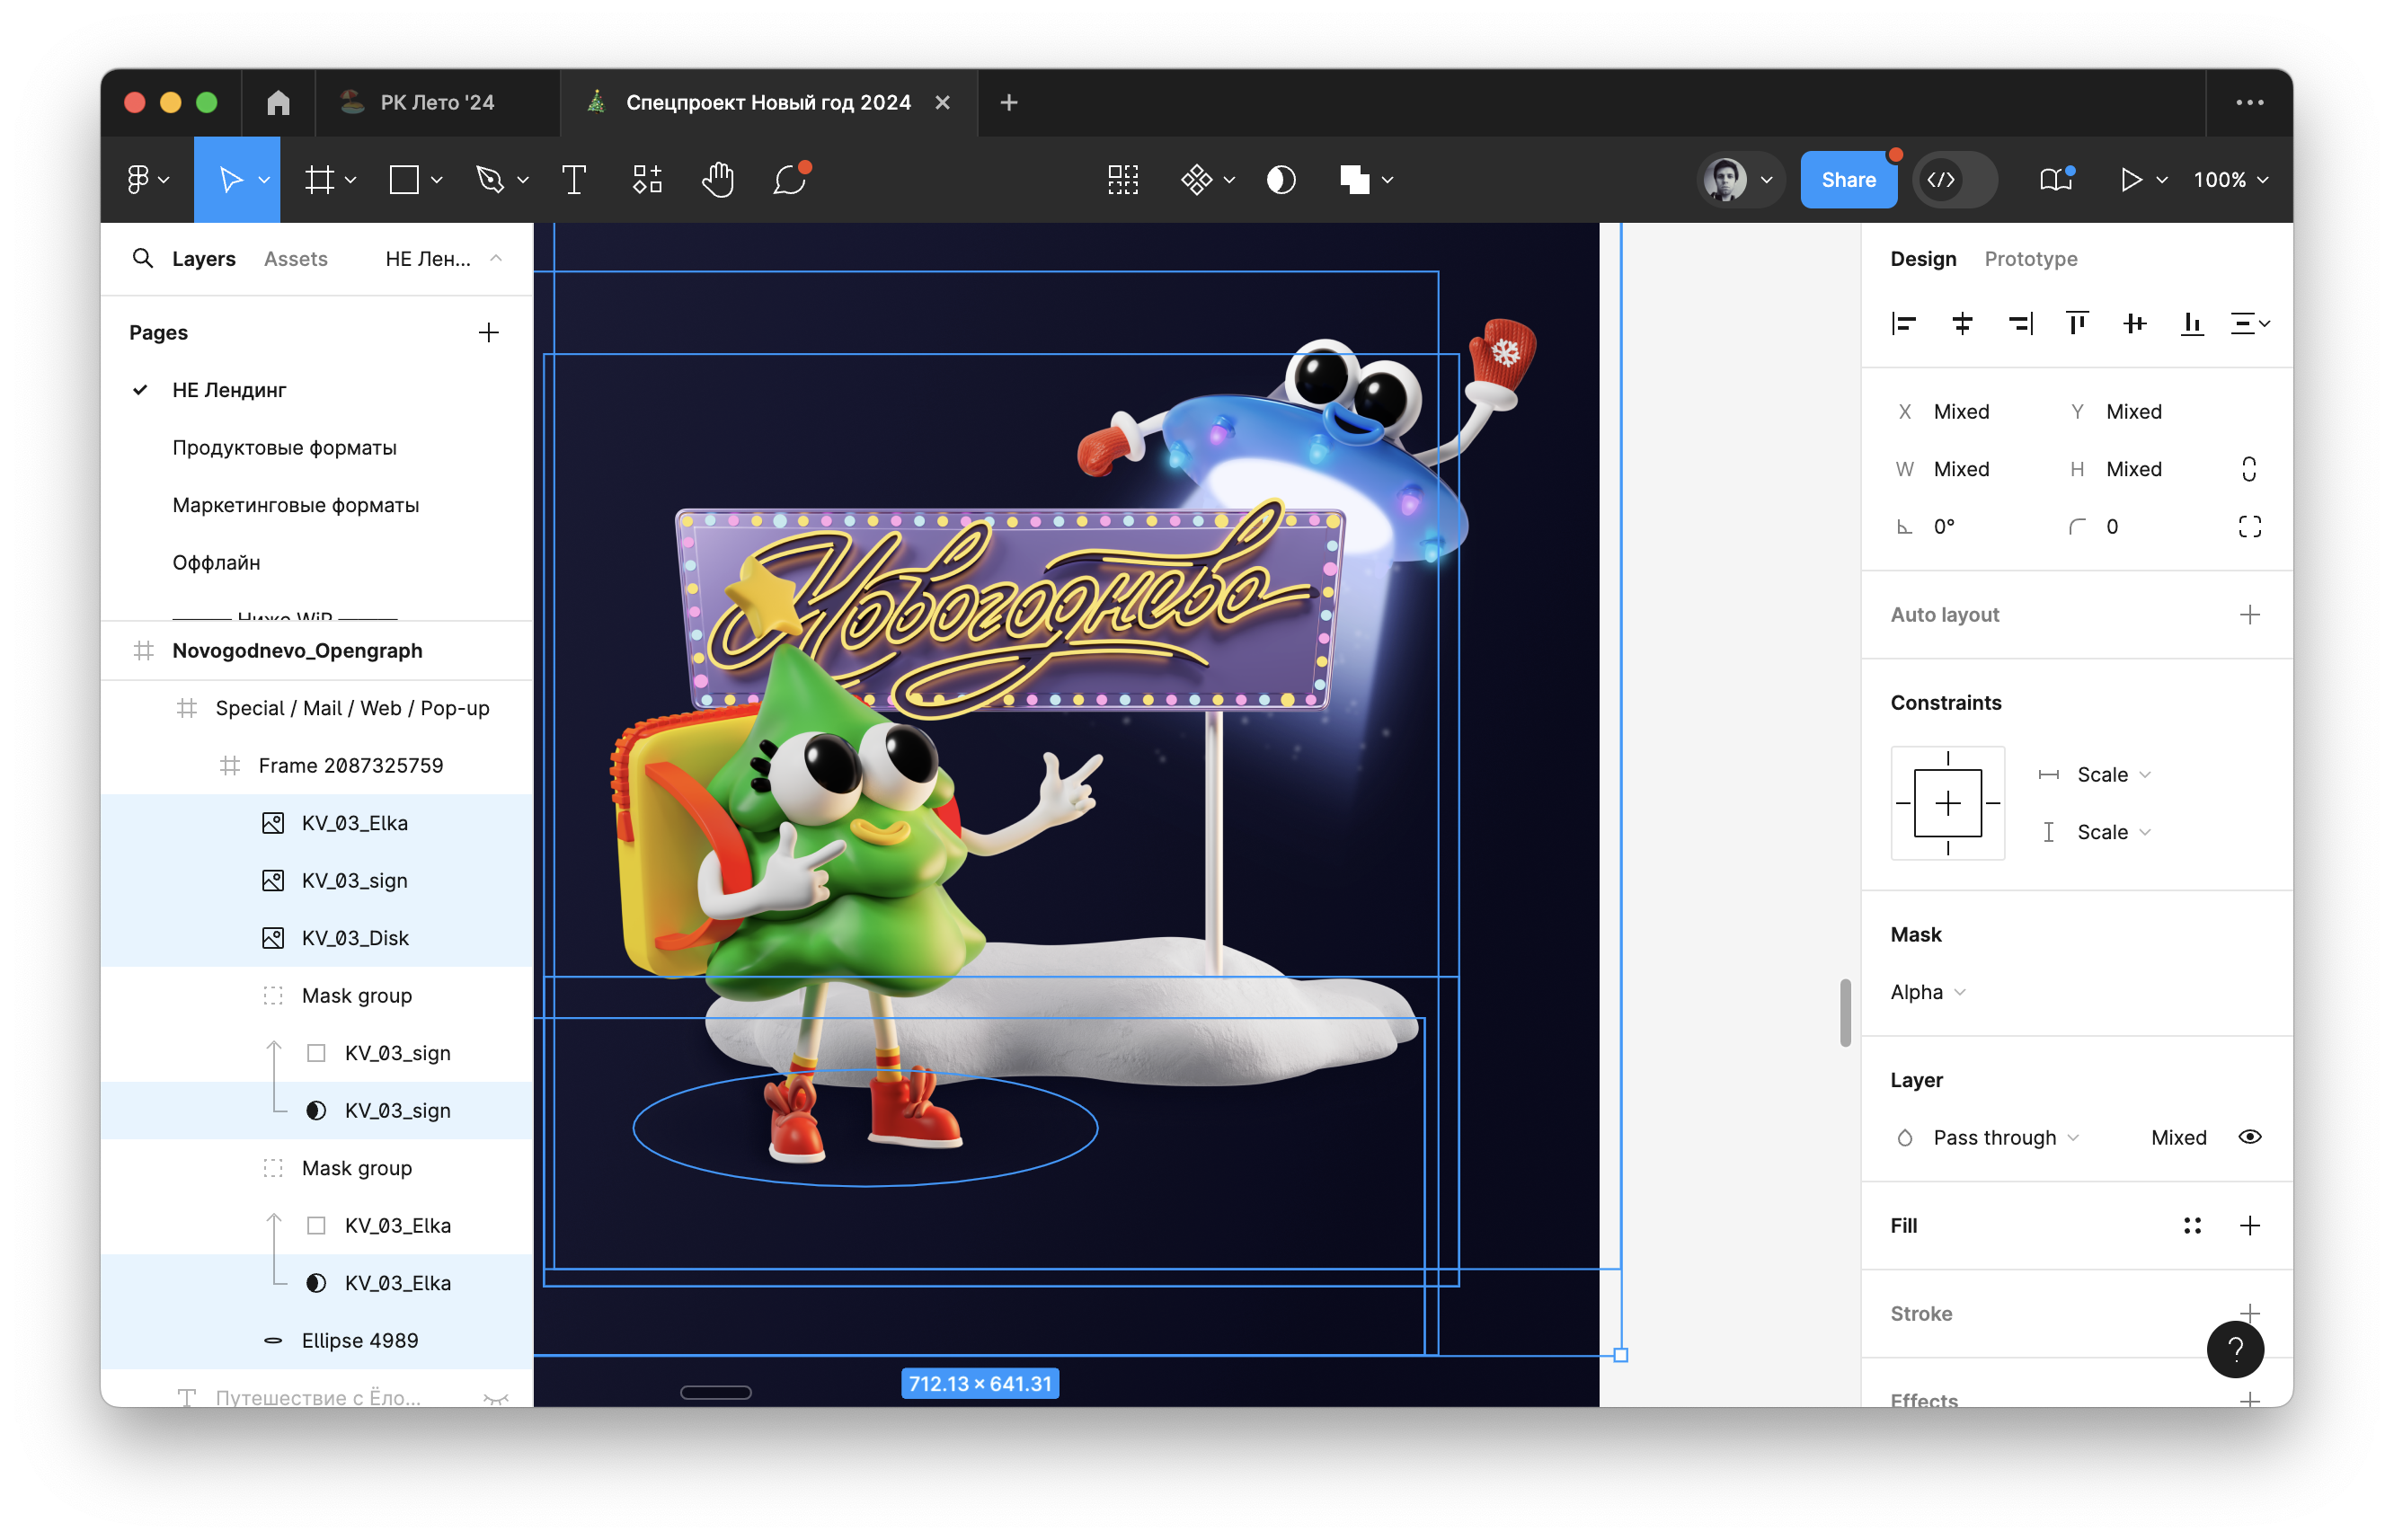 РК Лето '24
Спецпроект Новый год 2024
Share
100%
Layers
Assets
НЕ Лен...
Pages
НЕ Лендинг
Продуктовые форматы
Маркетинговые форматы
Оффлайн
Ниже WiP
Novogodnevo_Opengraph
Special / Mail / Web / Pop-up
Frame 2087325759
KV_03_Elka
KV_03_sign
KV_03_Disk
Mask group
KV_03_sign
KV_03_sign
Mask group
KV_03_Elka
KV_03_Elka
Ellipse 4989
Путешествие с Ёло...
Новогоднево
712.13 × 641.31
Design
Prototype
X Mixed Y Mixed
W Mixed H Mixed
0° 0
Auto layout
Constraints
Scale
Scale
Mask
Alpha
Layer
Pass through Mixed
Fill
Stroke
?
Effects